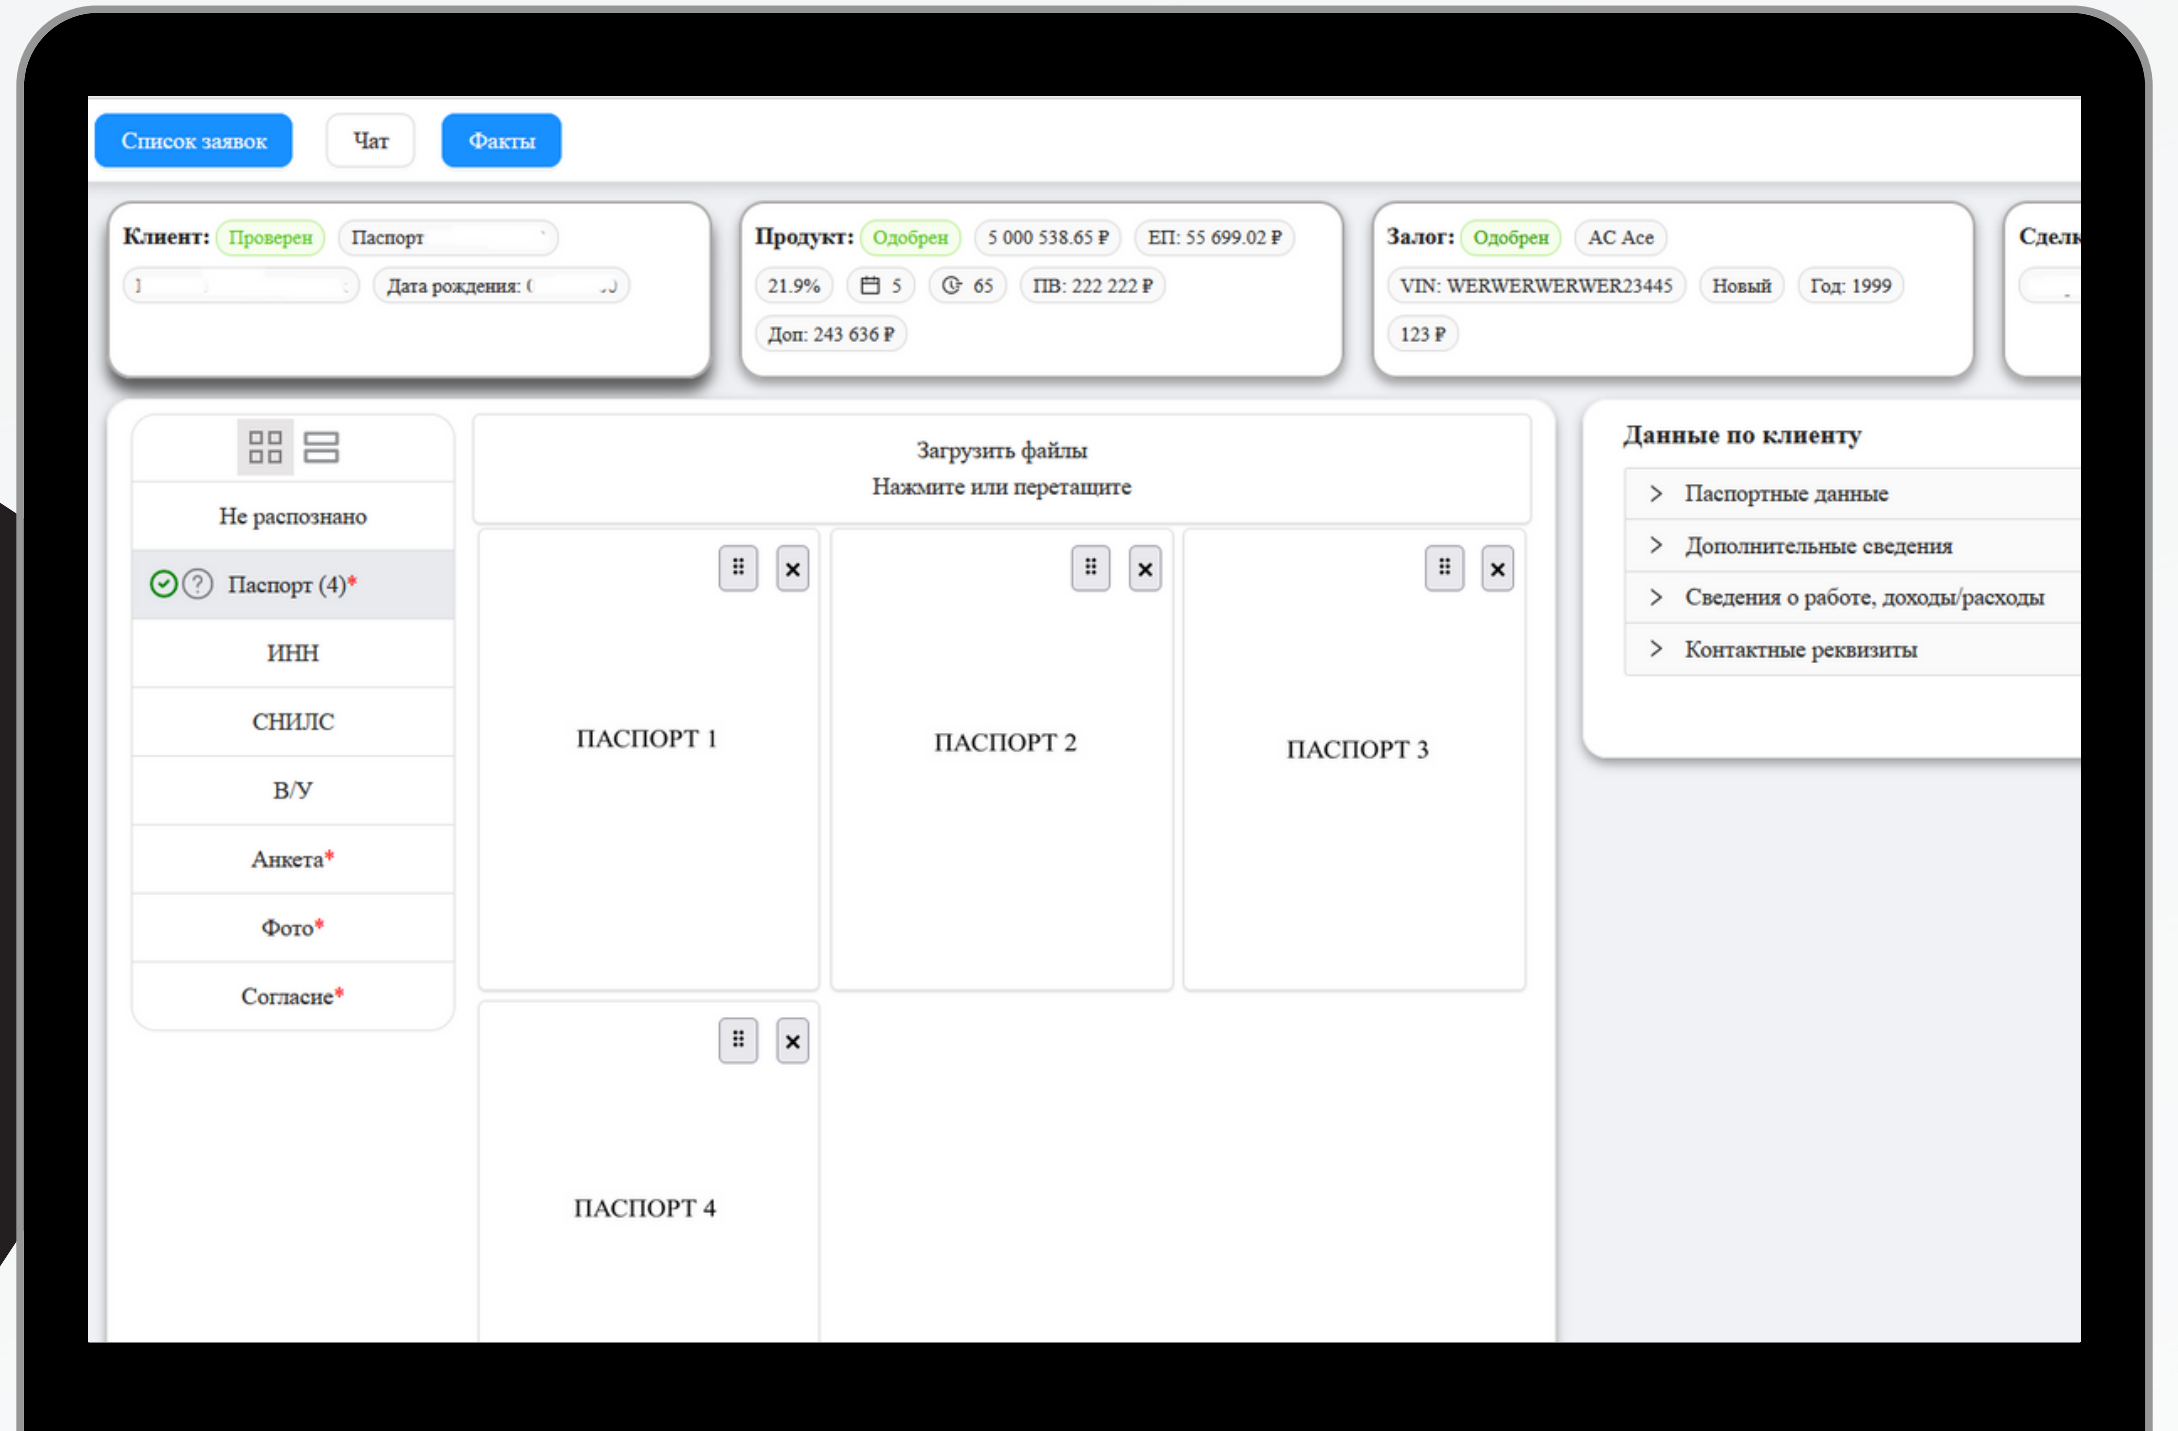 Список заявок
Чат
Факты
Клиент: Проверен Паспорт
Дата рождения:
Продукт: Одобрен 5 000 538.65 ₽ ЕП: 55 699.02 ₽
21.9% 5 65 ПВ: 222 222 ₽
Доп: 243 636 ₽
Залог: Одобрен AC Ace
VIN: WERWERWERWER23445 Новый Год: 1999
123 ₽
Не распознано
Паспорт (4)*
ИНН
СНИЛС
В/У
Анкета*
Фото*
Согласие*
Загрузить файлы
Нажмите или перетащите
ПАСПОРТ 1
ПАСПОРТ 2
ПАСПОРТ 3
ПАСПОРТ 4
Данные по клиенту
Паспортные данные
Дополнительные сведения
Сведения о работе, доходы/расходы
Контактные реквизиты